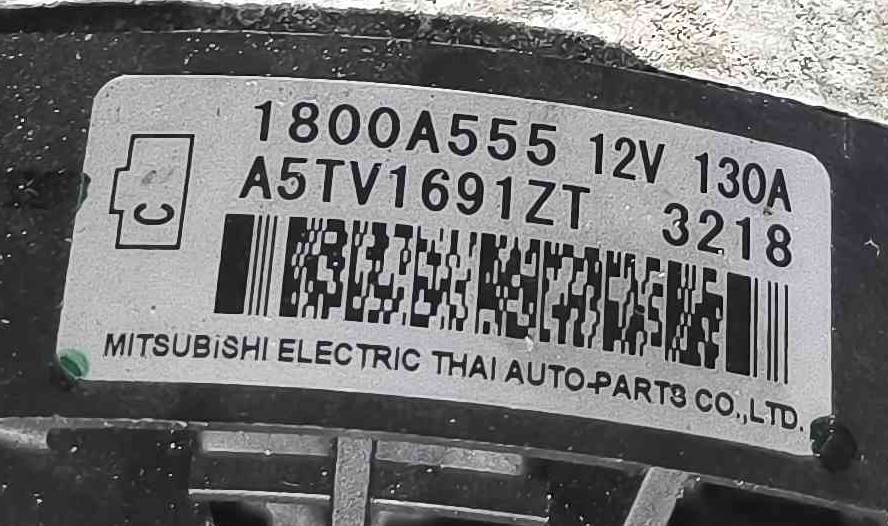 1800A555 12V 130A
A5TV1691ZT 3218
C
MITSUBiSHI ELECTRIC THAI AUTO-PARTS CO.,LTD.